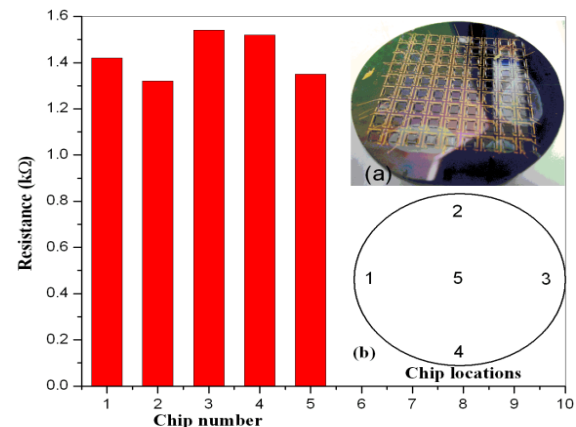 1.6
1.4
1.2
1.0
0.8
0.6
0.4
0.2
0.0
Resistance (kΩ)
(a)
2
1 5 3
4
(b)
Chip locations
1 2 3 4 5 6 7 8 9 10
Chip number